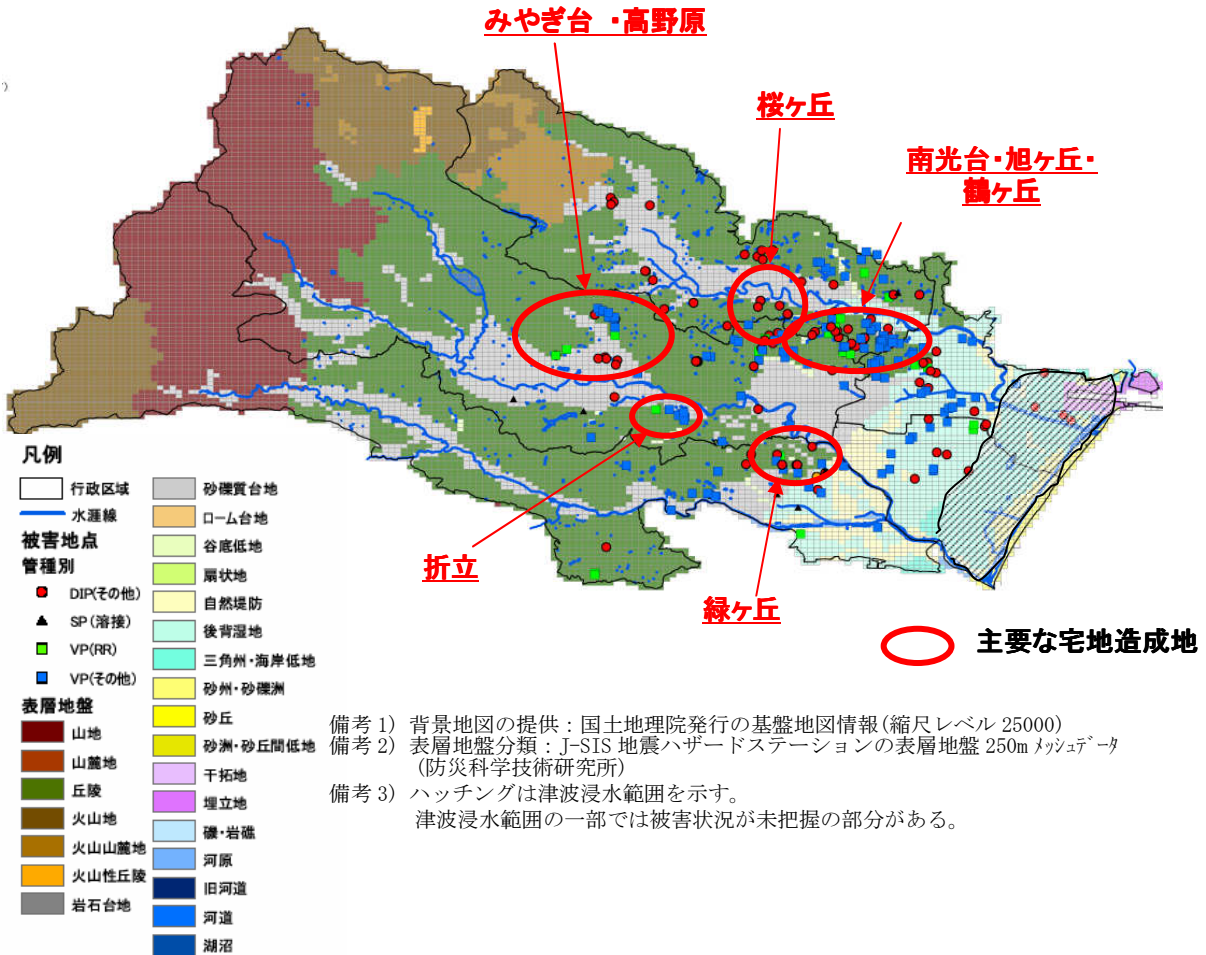 みやぎ台 ・高野原
桜ヶ丘
南光台・旭ヶ丘・
鶴ヶ丘
折立
緑ヶ丘
主要な宅地造成地
凡例
行政区域
水涯線
被害地点
管種別
DIP(その他)
SP(溶接)
VP(RR)
VP(その他)
表層地盤
山地
山麓地
丘陵
火山地
火山山麓地
火山性丘陵
岩石台地
砂礫質台地
ローム台地
谷底低地
扇状地
自然堤防
後背湿地
三角州・海岸低地
砂州・砂礫洲
砂丘
砂洲・砂丘間低地
干拓地
埋立地
磯・岩礁
河原
旧河道
河道
湖沼
備考1) 背景地図の提供：国土地理院発行の基盤地図情報(縮尺レベル 25000)
備考2) 表層地盤分類：J-SIS 地震ハザードステーションの表層地盤 250m メッシュデータ
(防災科学技術研究所)
備考3) ハッチングは津波浸水範囲を示す。
津波浸水範囲の一部では被害状況が未把握の部分がある。